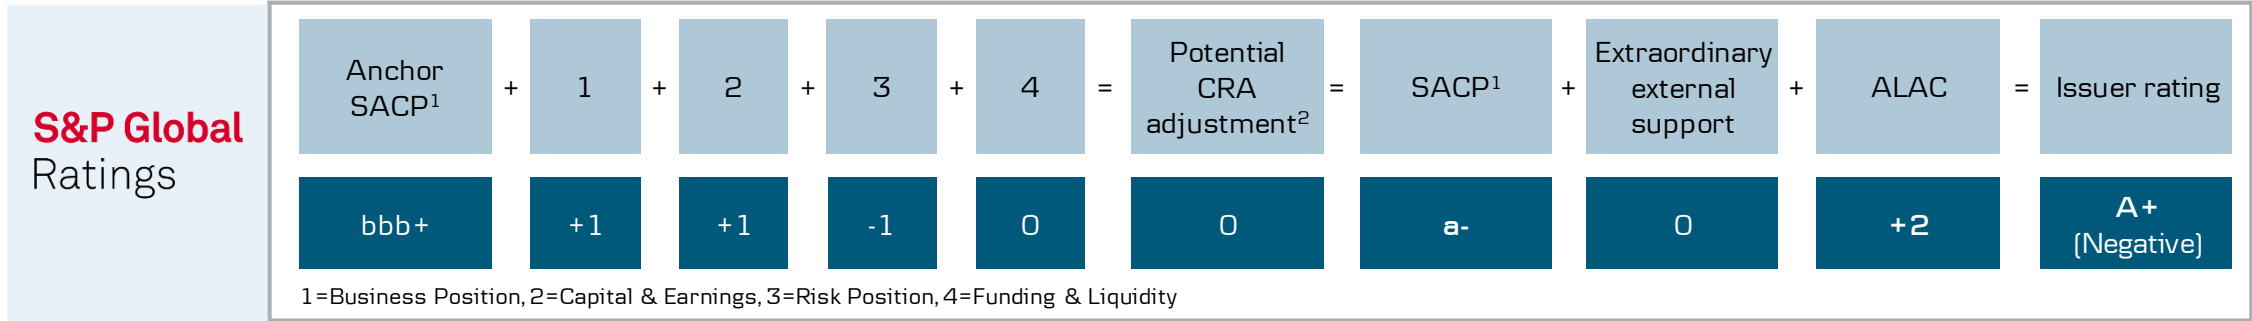 S&P Global
Ratings
Anchor
SACP1
+
1
+
2
+
3
+
4
=
Potential
CRA
adjustment2
=
SACP1
+
Extraordinary
external
support
+
ALAC
=
Issuer rating
bbb+
+1
+1
-1
0
0
a-
0
+2
A+
(Negative)
1=Business Position, 2=Capital & Earnings, 3=Risk Position, 4=Funding & Liquidity